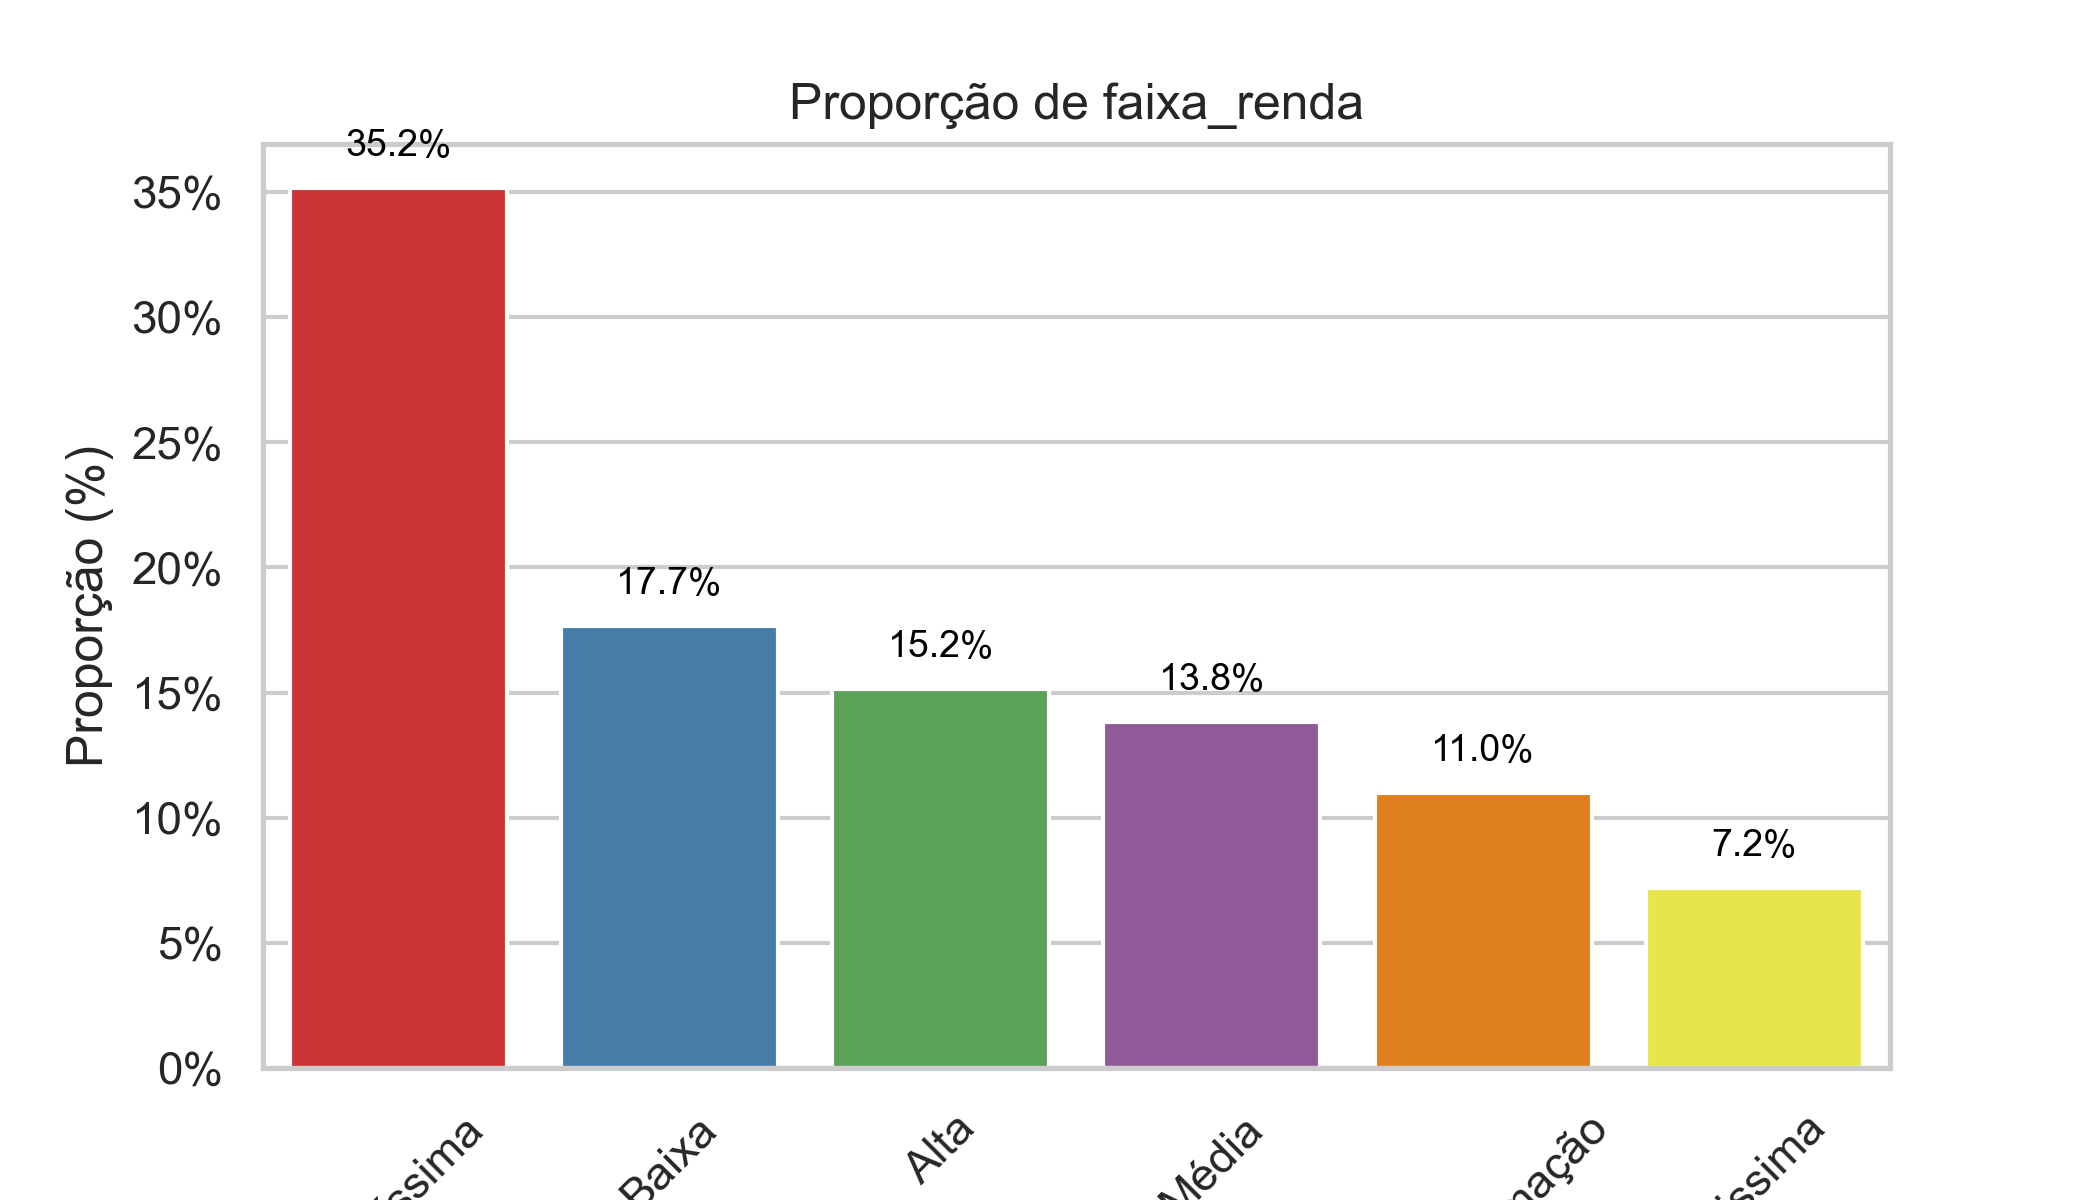 Proporção de faixa_renda
Proporção (%)
35%
30%
25%
20%
15%
10%
5%
0%
35.2%
17.7%
15.2%
13.8%
11.0%
7.2%
Baixa
Alta
Média